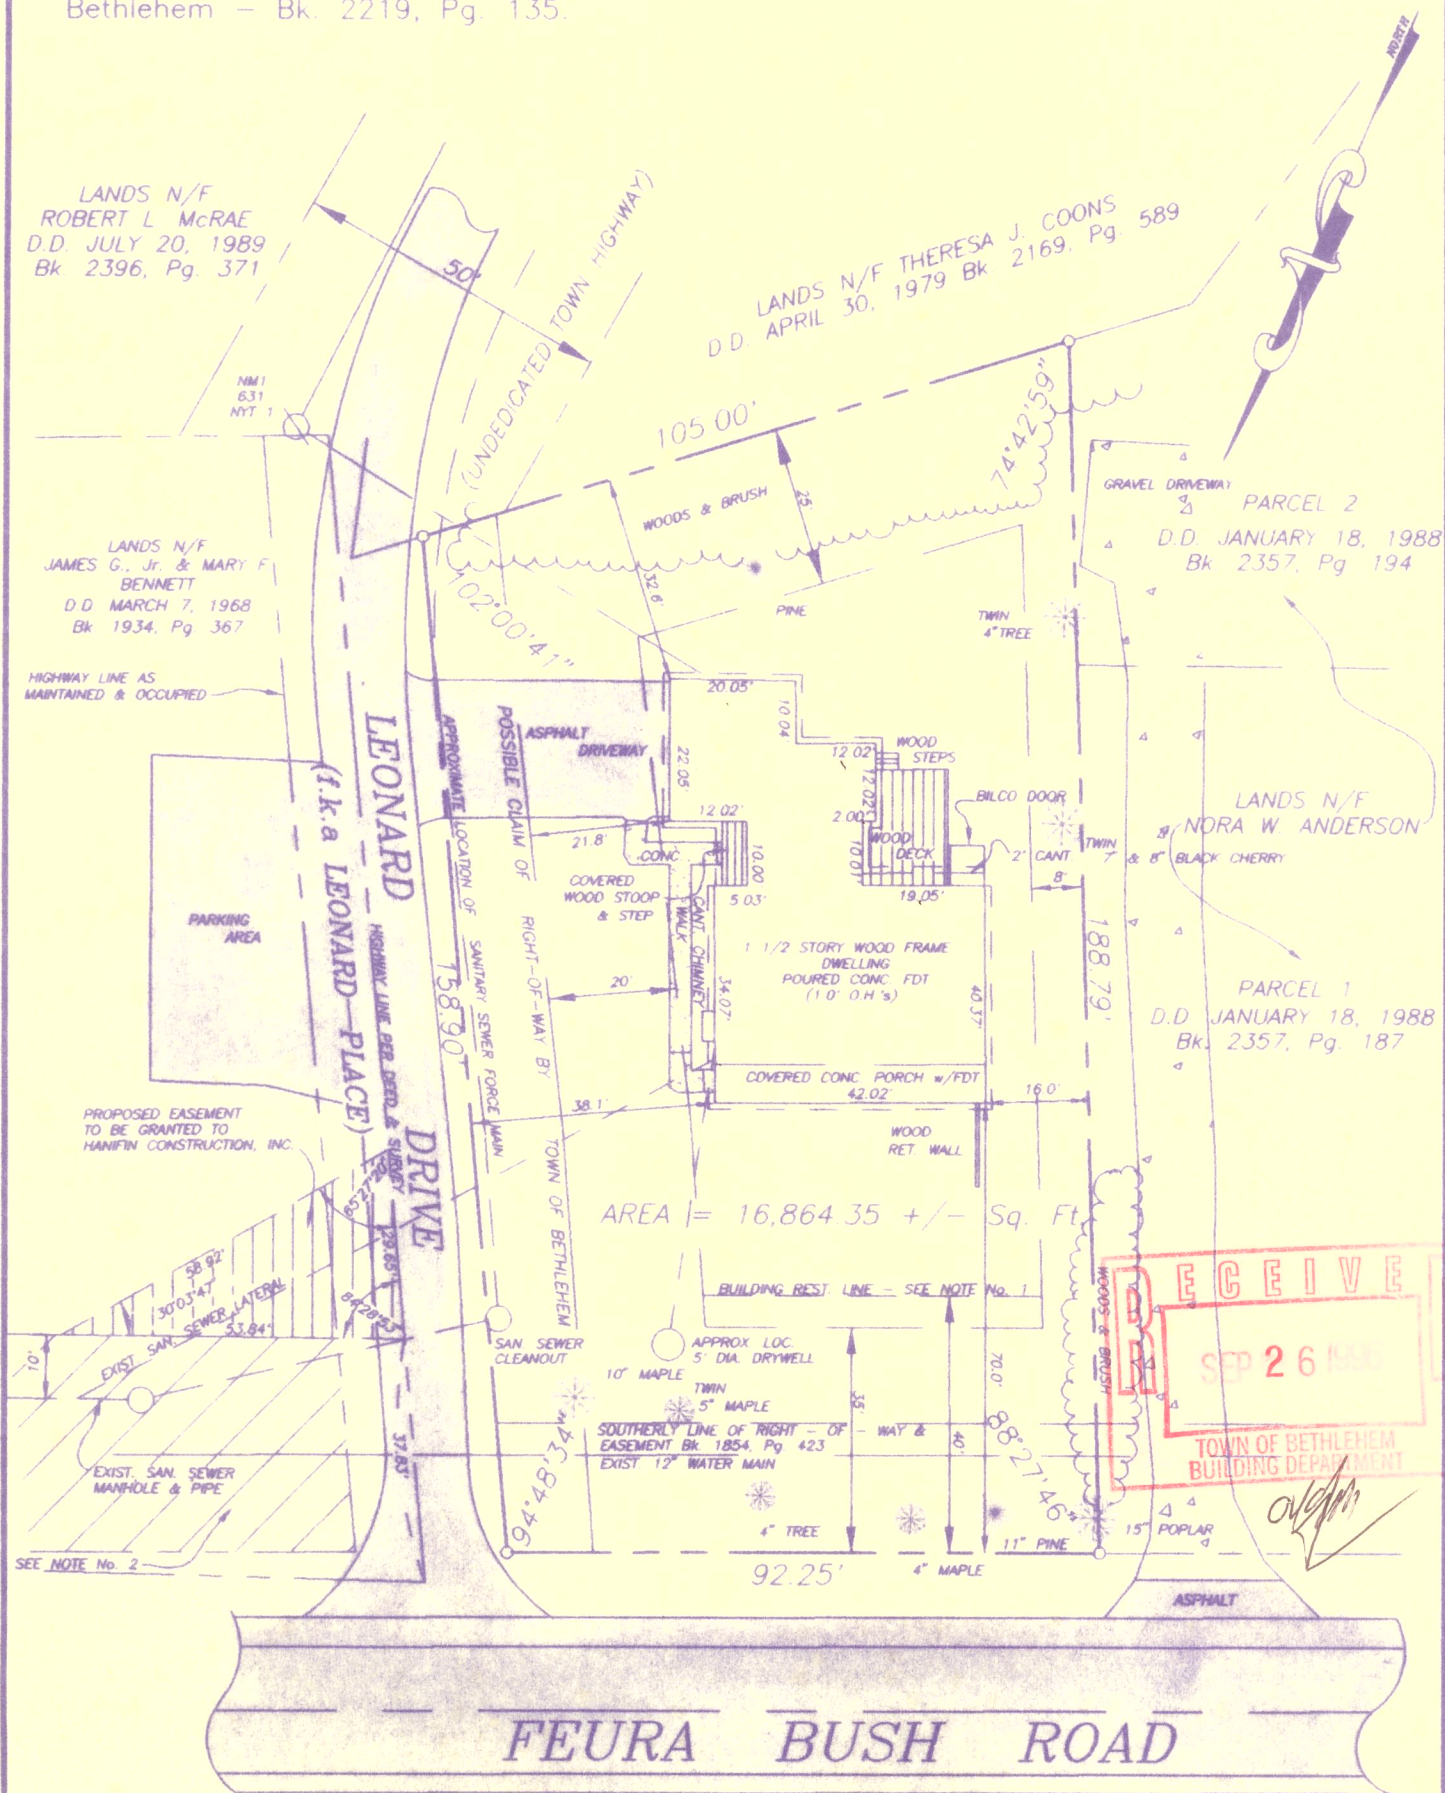 Bethlehem - Bk. 2219, Pg. 135.
NORTH
LANDS N/F
ROBERT L McRAE
D.D. JULY 20, 1989
Bk 2396, Pg. 371
50'
(UNDEDICATED TOWN HIGHWAY)
LANDS N/F THERESA J. COONS
D.D. APRIL 30, 1979 Bk 2169, Pg. 589
NM1
631
NYT 1
105.00'
74°42'59"
WOODS & BRUSH
25'
GRAVEL DRIVEWAY
PARCEL 2
D.D. JANUARY 18, 1988
Bk 2357, Pg 194
LANDS N/F
JAMES G., Jr. & MARY F
BENNETT
D.D MARCH 7, 1968
Bk 1934, Pg 367
102°00'41"
32.6'
PINE
TWIN
4" TREE
HIGHWAY LINE AS
MAINTAINED & OCCUPIED
20.05'
10.04
22.05'
ASPHALT
DRIVEWAY
POSSIBLE CLAIM OF RIGHT-OF-WAY BY TOWN OF BETHLEHEM
APPROXIMATE LOCATION OF SANITARY SEWER FORCE MAIN
LEONARD DRIVE
(f.k.a LEONARD PLACE)
HIGHWAY LINE PER DEED & SURVEY
158.90'
12.02'
WOOD
STEPS
12.02'
2.00'
10.01'
WOOD
DECK
BILCO DOOR
2' CANT
19.05'
8'
TWIN
7" & 8" BLACK CHERRY
LANDS N/F
NORA W. ANDERSON
12.02'
21.8'
CONC
10.00
5.03'
COVERED
WOOD STOOP
& STEP
WALK
CANT. CHIMNEY
34.07'
PARKING
AREA
20'
1 1/2 STORY WOOD FRAME
DWELLING
POURED CONC. FDT
(1.0' O.H.'s)
40.37'
188.79'
PARCEL 1
D.D JANUARY 18, 1988
Bk. 2357, Pg. 187
COVERED CONC. PORCH w/FDT
42.02'
16.0'
38.1'
PROPOSED EASEMENT
TO BE GRANTED TO
HANIFIN CONSTRUCTION, INC.
WOOD
RET. WALL
AREA = 16,864.35 +/- Sq. Ft.
29.65'
58.92'
30°03'47"
53.84'
EXIST SAN. SEWER LATERAL
10'
BUILDING REST. LINE - SEE NOTE No. 1
SAN SEWER
CLEANOUT
APPROX LOC.
5' DIA. DRYWELL
10" MAPLE
TWIN
5" MAPLE
70.0'
WOODS & BRUSH
RECEIVE
SEP 26
TOWN OF BETHLEHEM
BUILDING DEPARTMENT
35'
40'
88°27'46"
SOUTHERLY LINE OF RIGHT - OF - WAY &
EASEMENT Bk. 1854, Pg. 423
EXIST 12" WATER MAIN
37.83'
EXIST. SAN. SEWER
MANHOLE & PIPE
94°48'34"
4" TREE
11" PINE
15" POPLAR
SEE NOTE No. 2
92.25'
4" MAPLE
ASPHALT
FEURA BUSH ROAD